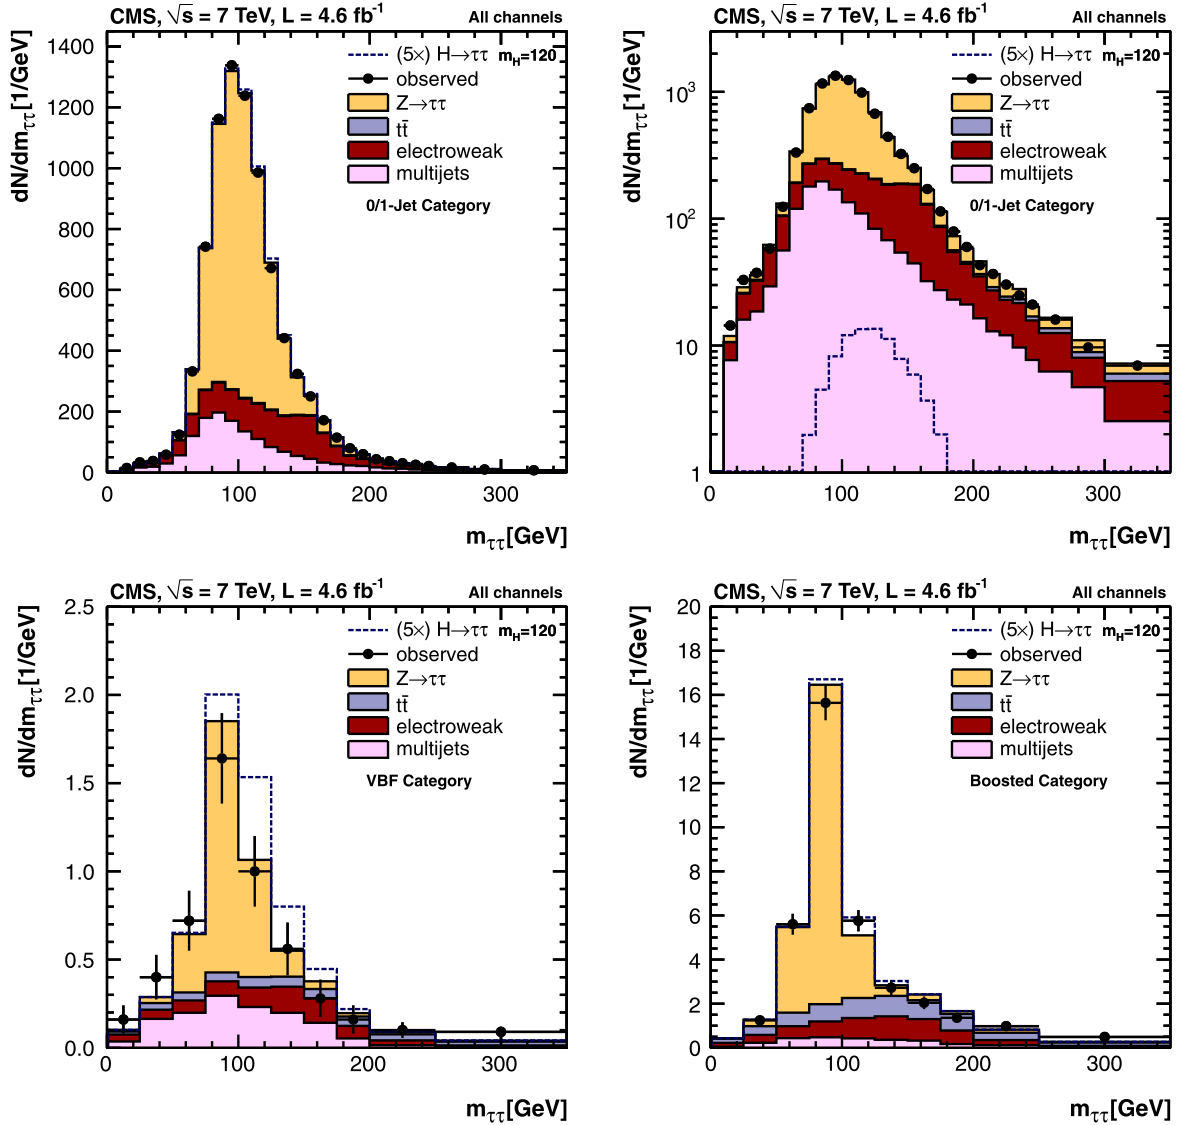 CMS, √s = 7 TeV, L = 4.6 fb⁻¹ All channels
dN/dmττ[1/GeV]
1400
1200
1000
800
600
400
200
0
(5×) H→ττ mH=120
observed
Z→ττ
tt̄
electroweak
multijets
0/1-Jet Category
0 100 200 300
mττ[GeV]
CMS, √s = 7 TeV, L = 4.6 fb⁻¹ All channels
dN/dmττ[1/GeV]
10³
10²
10
1
(5×) H→ττ mH=120
observed
Z→ττ
tt̄
electroweak
multijets
0/1-Jet Category
0 100 200 300
mττ[GeV]
CMS, √s = 7 TeV, L = 4.6 fb⁻¹ All channels
dN/dmττ[1/GeV]
2.5
2.0
1.5
1.0
0.5
0.0
(5×) H→ττ mH=120
observed
Z→ττ
tt̄
electroweak
multijets
VBF Category
0 100 200 300
mττ[GeV]
CMS, √s = 7 TeV, L = 4.6 fb⁻¹ All channels
dN/dmττ[1/GeV]
20
18
16
14
12
10
8
6
4
2
0
(5×) H→ττ mH=120
observed
Z→ττ
tt̄
electroweak
multijets
Boosted Category
0 100 200 300
mττ[GeV]